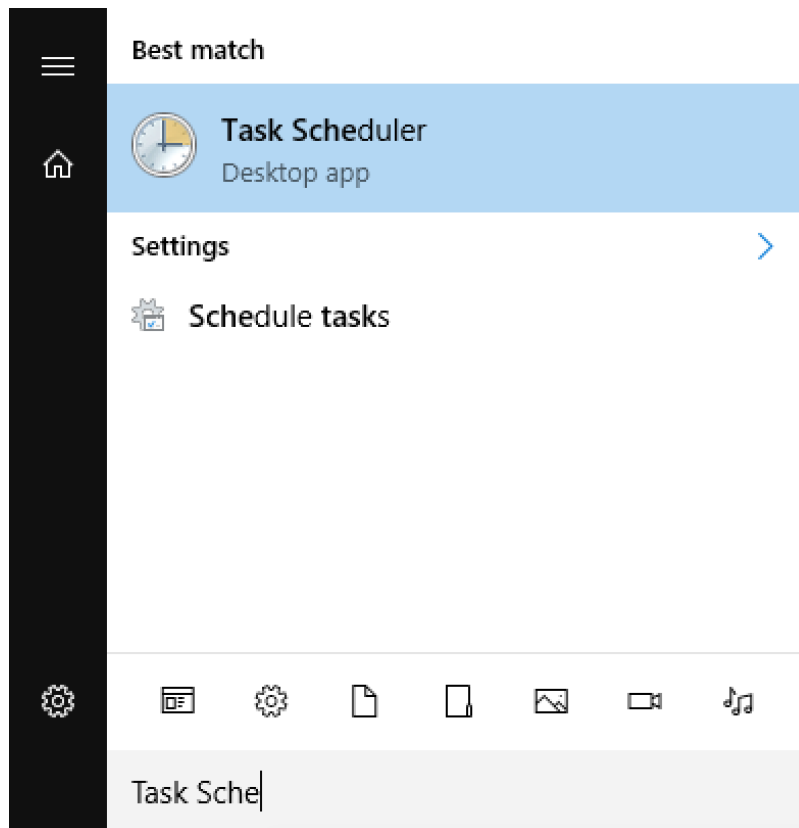 Best match
Task Scheduler
Desktop app
Settings
Schedule tasks
Task Sche